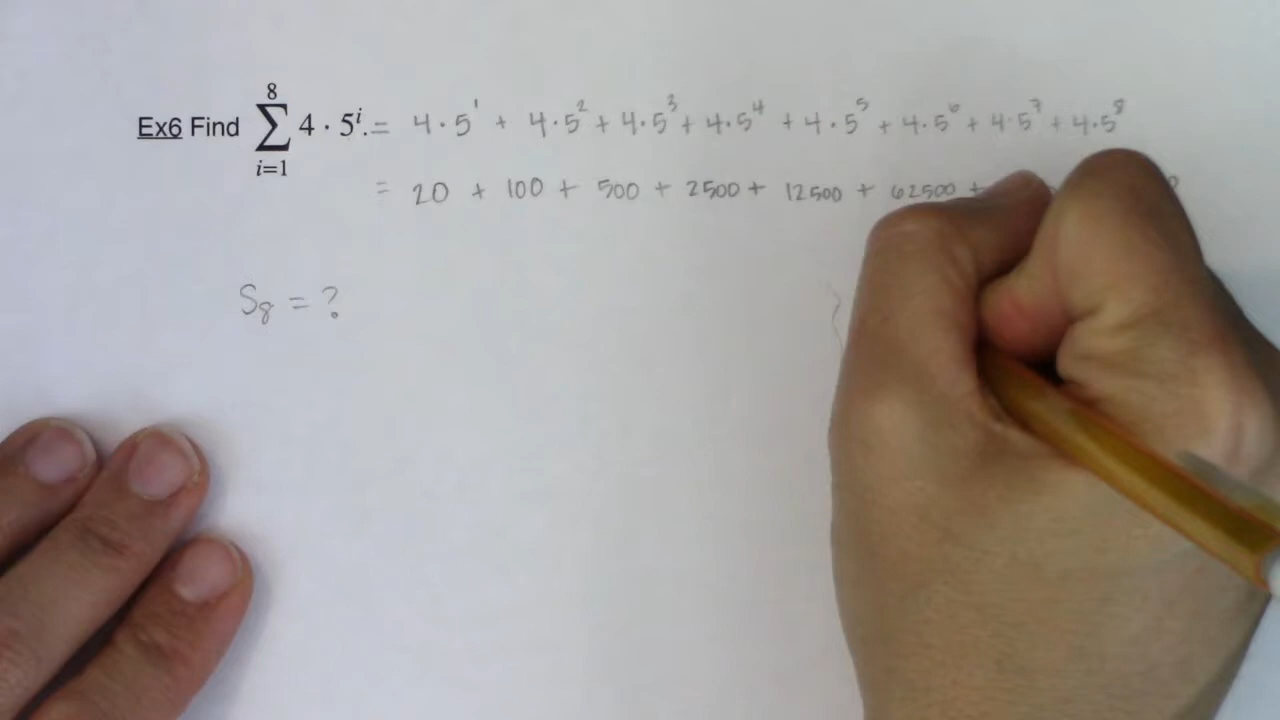 Ex6 Find \sum_{i=1}^{8} 4 · 5^i. = 4·5^1 + 4·5^2 + 4·5^3 + 4·5^4 + 4·5^5 + 4·5^6 + 4·5^7 + 4·5^8
= 20 + 100 + 500 + 2500 + 12500 + 62500 +
S_8 = ?